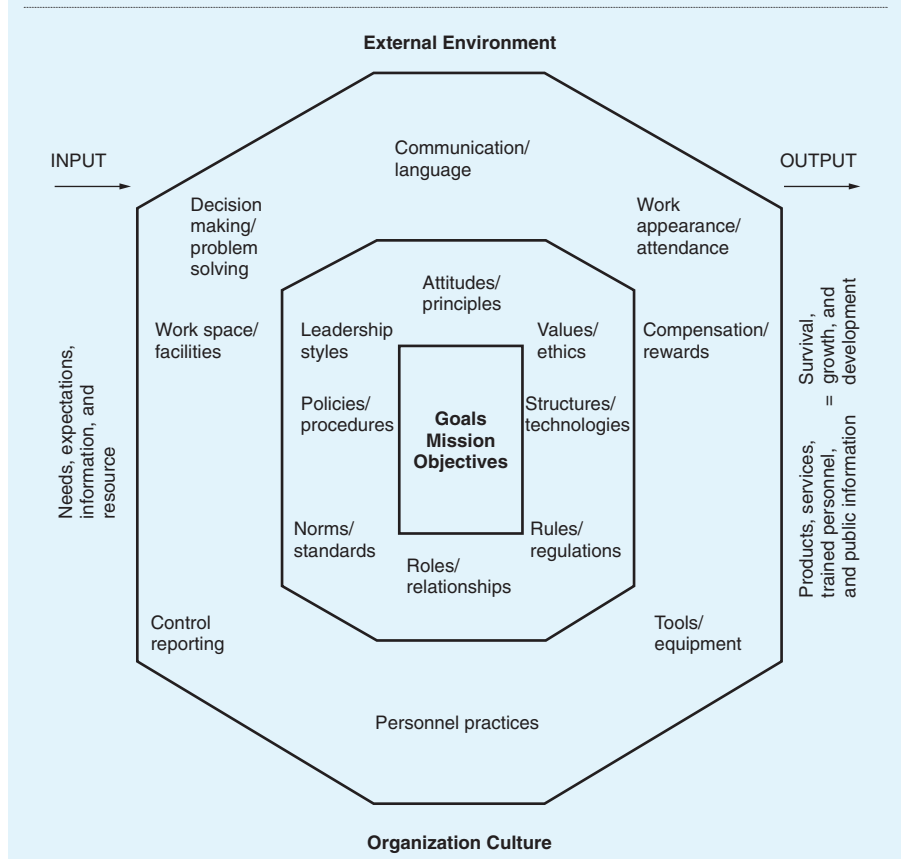 External Environment
INPUT
OUTPUT
Communication/
language
Decision
making/
problem
solving
Work
appearance/
attendance
Attitudes/
principles
Work space/
facilities
Leadership
styles
Values/
ethics
Compensation/
rewards
Policies/
procedures
Goals
Mission
Objectives
Structures/
technologies
Needs, expectations,
information, and
resource
Products, services,
trained personnel,
and public information
=
Survival,
growth, and
development
Norms/
standards
Roles/
relationships
Rules/
regulations
Control
reporting
Tools/
equipment
Personnel practices
Organization Culture